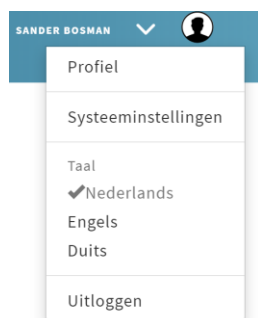 SANDER BOSMAN
Profiel
Systeeminstellingen
Taal
✔Nederlands
Engels
Duits
Uitloggen